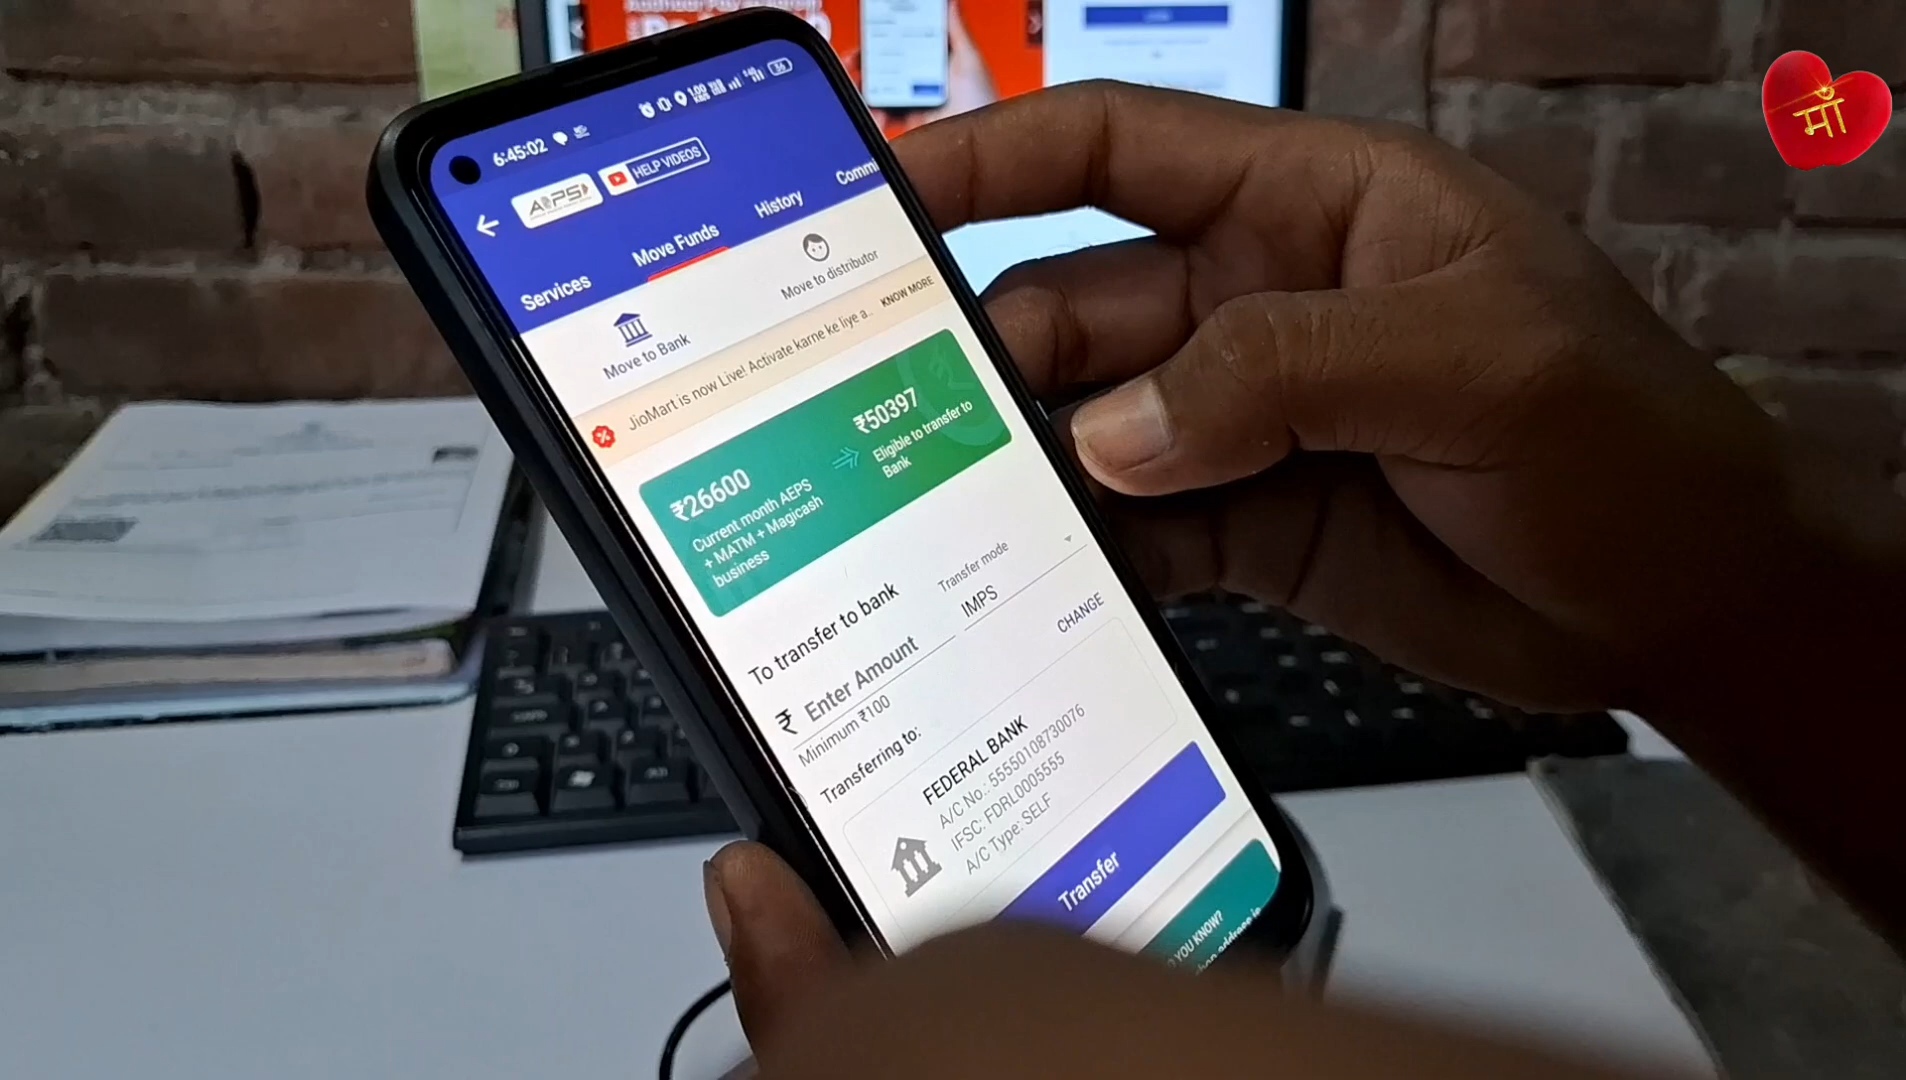 माँ
6:45:02
56
AEPS
HELP VIDEOS
Services
Move Funds
History
Commi
Move to Bank
Move to distributor
JioMart is now Live! Activate karne ke liye a..
KNOW MORE
₹26600
Current month AEPS
+ MATM + Magicash
business
₹50397
Eligible to transfer to
Bank
To transfer to bank
Transfer mode
₹ Enter Amount
IMPS
Minimum ₹100
CHANGE
Transferring to:
FEDERAL BANK
A/C No.: 55550108730076
IFSC: FDRL0005555
A/C Type: SELF
Transfer
YOU KNOW?